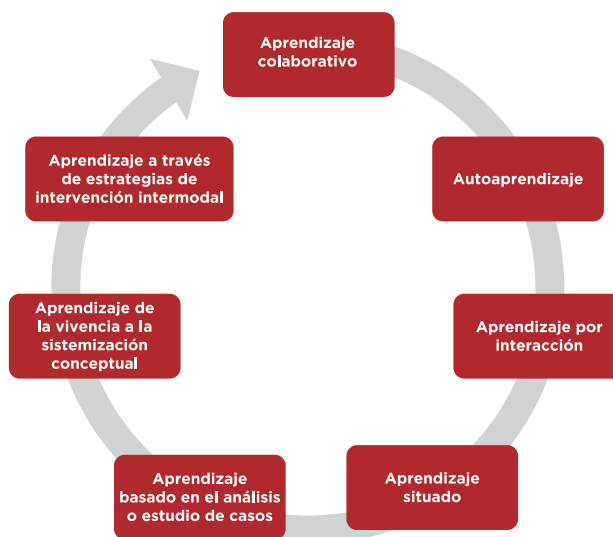 Aprendizaje
colaborativo
Autoaprendizaje
Aprendizaje por
interacción
Aprendizaje
situado
Aprendizaje
basado en el análisis
o estudio de casos
Aprendizaje de
la vivencia a la
sistemización
conceptual
Aprendizaje a través
de estrategias de
intervención intermodal